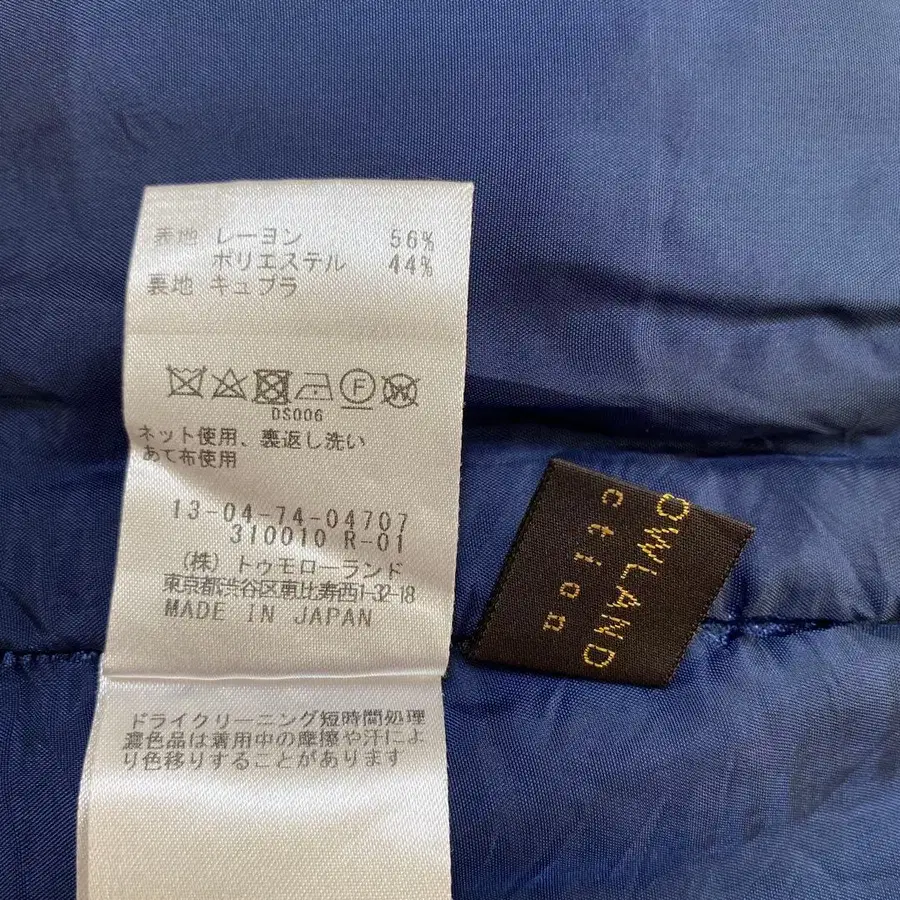 表地 レーヨン 56%
ポリエステル 44%
裏地 キュプラ
F
W
DS006
ネット使用、裏返し洗い
あて布使用
13-04-74-04707
310010 R-01
(株) トゥモローランド
東京都渋谷区恵比寿西1-32-18
MADE IN JAPAN
ドライクリーニング短時間処理
濃色品は着用中の摩擦や汗によ
り色移りすることがあります
OWLAND
ction